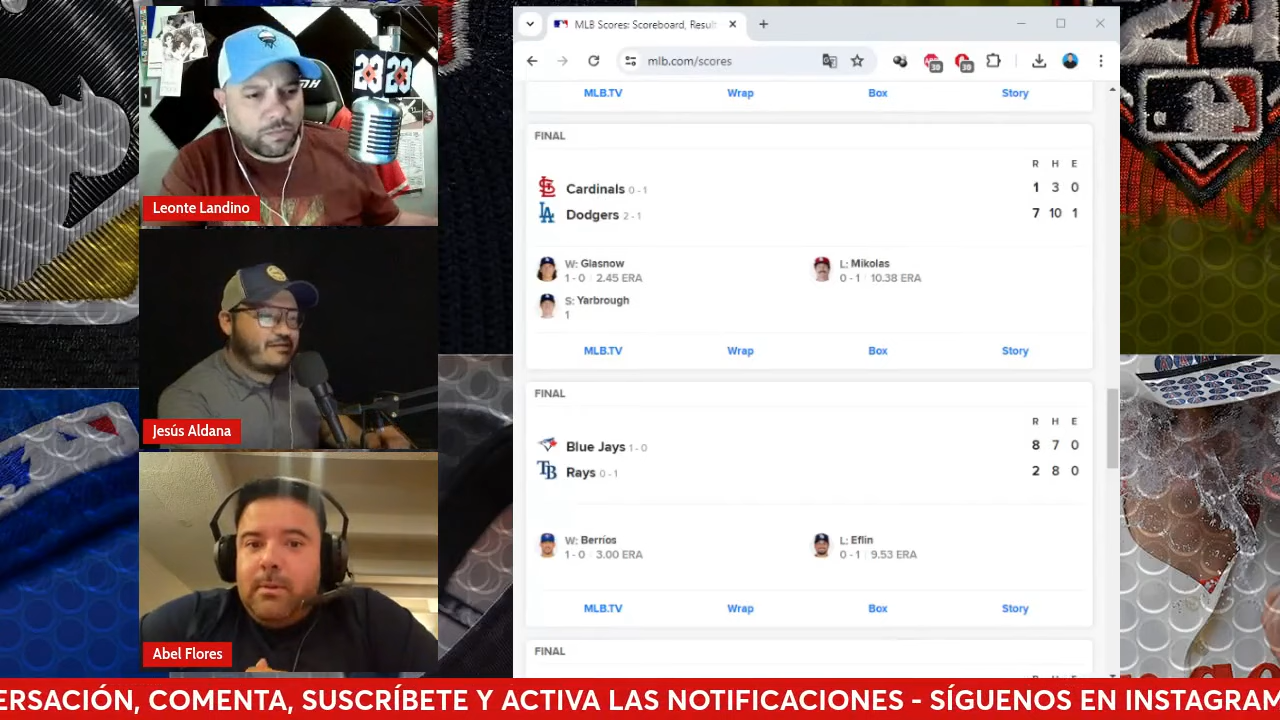 Leonte Landino
Jesús Aldana
Abel Flores
23 23
MLB Scores: Scoreboard, Result
mlb.com/scores
30
30
MLB.TV Wrap Box Story
FINAL
R H E
Cardinals 0 - 1 1 3 0
Dodgers 2 - 1 7 10 1
W: Glasnow L: Mikolas
1 - 0 2.45 ERA 0 - 1 10.38 ERA
S: Yarbrough
1
MLB.TV Wrap Box Story
FINAL
R H E
Blue Jays 1 - 0 8 7 0
Rays 0 - 1 2 8 0
W: Berríos L: Eflin
1 - 0 3.00 ERA 0 - 1 9.53 ERA
MLB.TV Wrap Box Story
FINAL
ERSACIÓN, COMENTA, SUSCRÍBETE Y ACTIVA LAS NOTIFICACIONES - SÍGUENOS EN INSTAGRAM